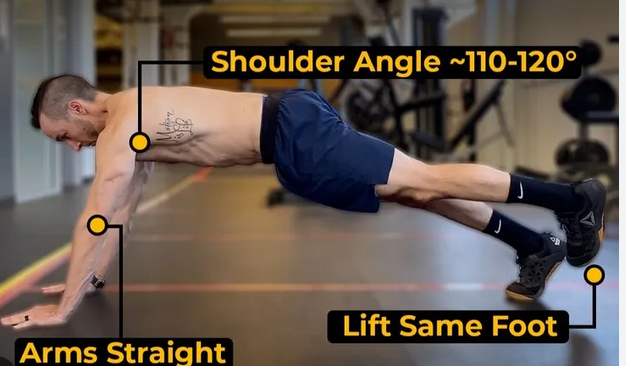 Shoulder Angle ~110-120°
Lift Same Foot
Arms Straight